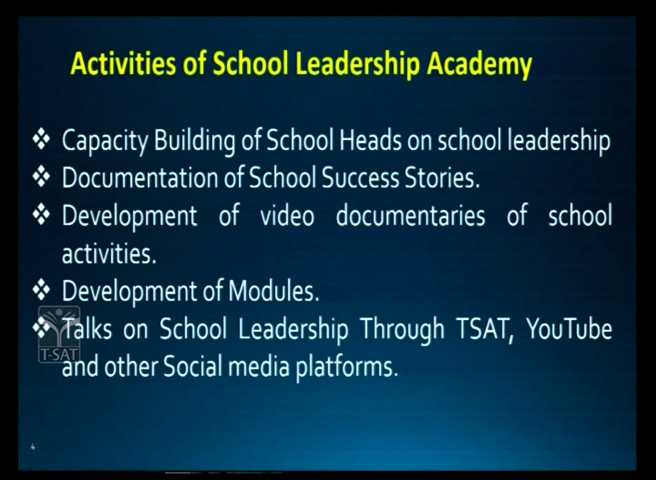 Activities of School Leadership Academy
❖ Capacity Building of School Heads on school leadership
❖ Documentation of School Success Stories.
❖ Development of video documentaries of school
activities.
❖ Development of Modules.
❖ Talks on School Leadership Through TSAT, YouTube
and other Social media platforms.
T-SAT
4